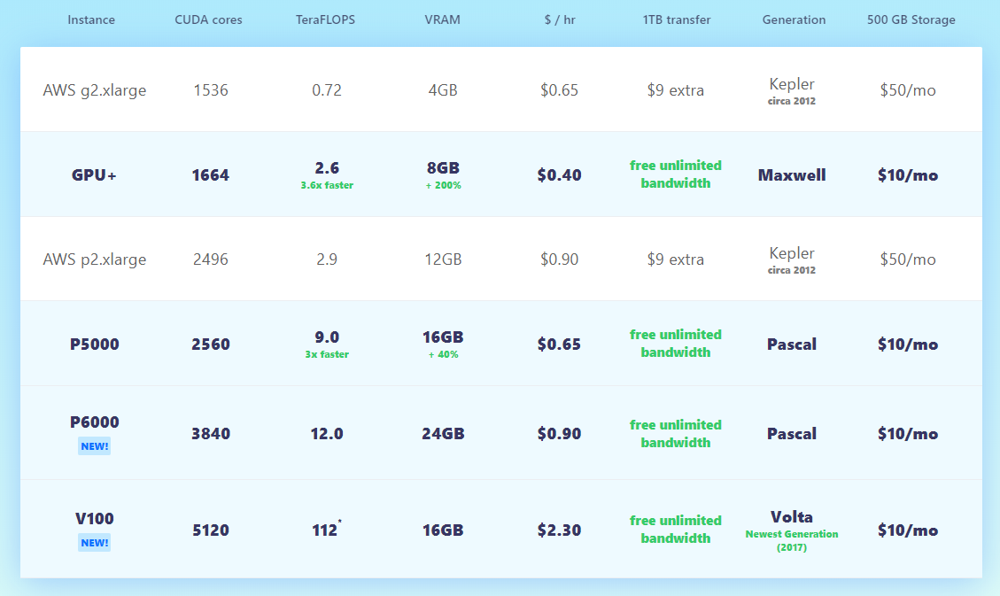 Instance CUDA cores TeraFLOPS VRAM $ / hr 1TB transfer Generation 500 GB Storage
AWS g2.xlarge 1536 0.72 4GB $0.65 $9 extra Kepler $50/mo
circa 2012
GPU+ 1664 2.6 8GB $0.40 free unlimited Maxwell $10/mo
3.6x faster + 200% bandwidth
AWS p2.xlarge 2496 2.9 12GB $0.90 $9 extra Kepler $50/mo
circa 2012
P5000 2560 9.0 16GB $0.65 free unlimited Pascal $10/mo
3x faster + 40% bandwidth
P6000 3840 12.0 24GB $0.90 free unlimited Pascal $10/mo
NEW! bandwidth
V100 5120 112* 16GB $2.30 free unlimited Volta $10/mo
NEW! bandwidth Newest Generation
(2017)